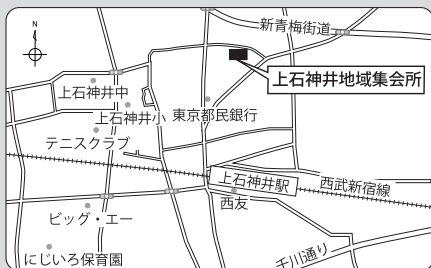 N
新青梅街道
上石神井地域集会所
上石神井中
上石神井小
東京都民銀行
テニスクラブ
上石神井駅
西武新宿線
西友
ビッグ・エー
千川通り
にじいろ保育園